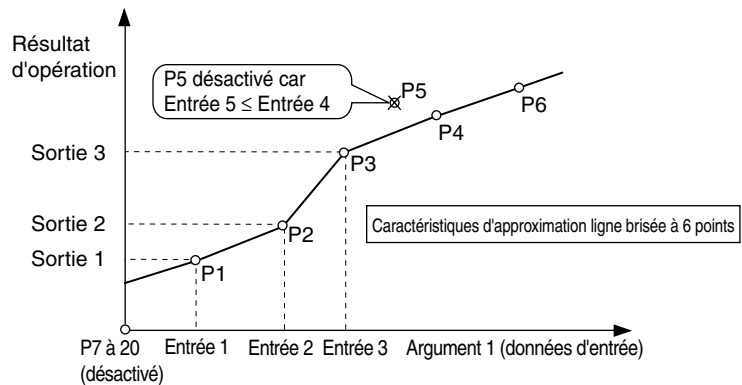 Résultat
d'opération
P5 désactivé car
Entrée 5 ≤ Entrée 4
P5
P6
P4
Sortie 3
P3
Sortie 2
P2
Caractéristiques d'approximation ligne brisée à 6 points
Sortie 1
P1
P7 à 20
(désactivé)
Entrée 1
Entrée 2
Entrée 3
Argument 1 (données d'entrée)